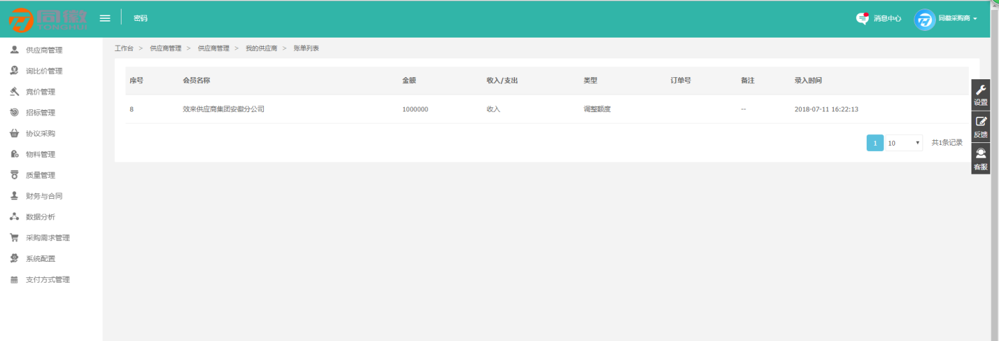 同徽
密码
消息中心
同徽采购商
供应商管理
询比价管理
竞价管理
招标管理
协议采购
物料管理
质量管理
财务与合同
数据分析
采购需求管理
系统配置
支付方式管理
工作台 > 供应商管理 > 供应商管理 > 我的供应商 > 账单列表
序号 会员名称 金额 收入/支出 类型 订单号 备注 录入时间
8 效来供应商集团安徽分公司 1000000 收入 调整额度 -- 2018-07-11 16:22:13
1 10 共1条记录
设置
反馈
客服